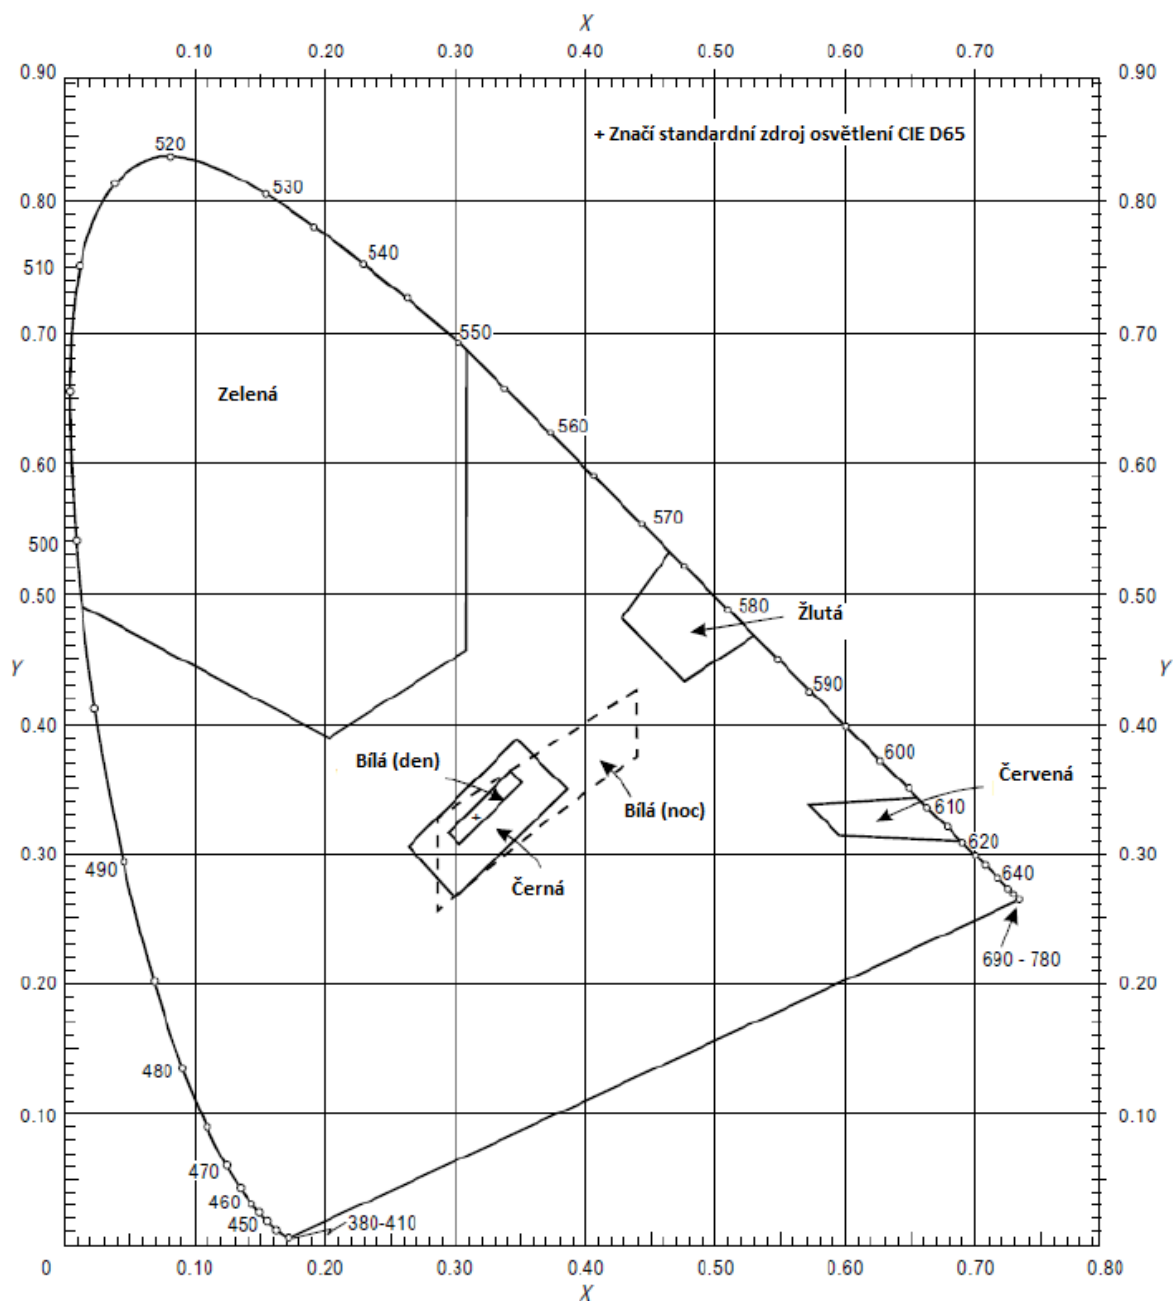 X
0.10 0.20 0.30 0.40 0.50 0.60 0.70
0.90 0.90
+ Značí standardní zdroj osvětlení CIE D65
520
530
0.80 0.80
540
510
550
0.70 0.70
Zelená
560
0.60 0.60
570
500
0.50 580 0.50
Žlutá
Y Y
590
0.40 0.40
Bílá (den) 600
Červená
Bílá (noc) 610
620
0.30 0.30
490 640
Černá
690 - 780
0.20 0.20
480
0.10 0.10
470
460
450 380-410
0 0.10 0.20 0.30 0.40 0.50 0.60 0.70 0.80
X